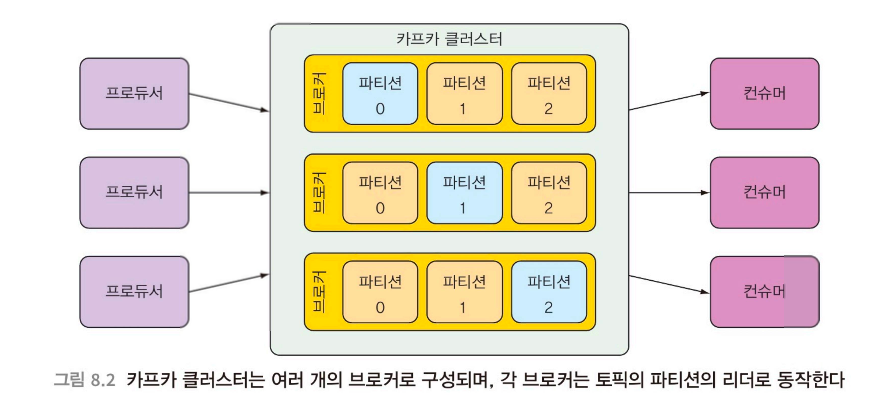 카프카 클러스터
프로듀서
브로커
파티션
0
파티션
1
파티션
2
컨슈머
프로듀서
브로커
파티션
0
파티션
1
파티션
2
컨슈머
프로듀서
브로커
파티션
0
파티션
1
파티션
2
컨슈머
그림 8.2 카프카 클러스터는 여러 개의 브로커로 구성되며, 각 브로커는 토픽의 파티션의 리더로 동작한다